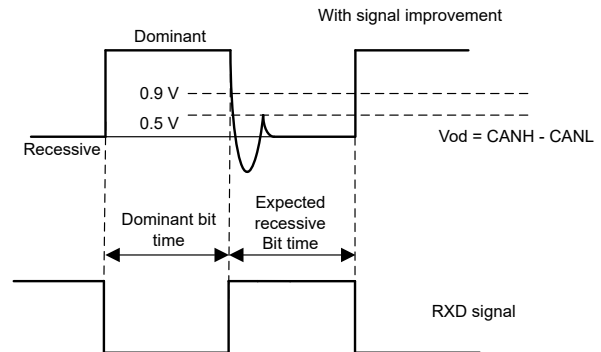 With signal improvement
Dominant
0.9 V
0.5 V
Vod = CANH - CANL
Recessive
Dominant bit
time
Expected
recessive
Bit time
RXD signal